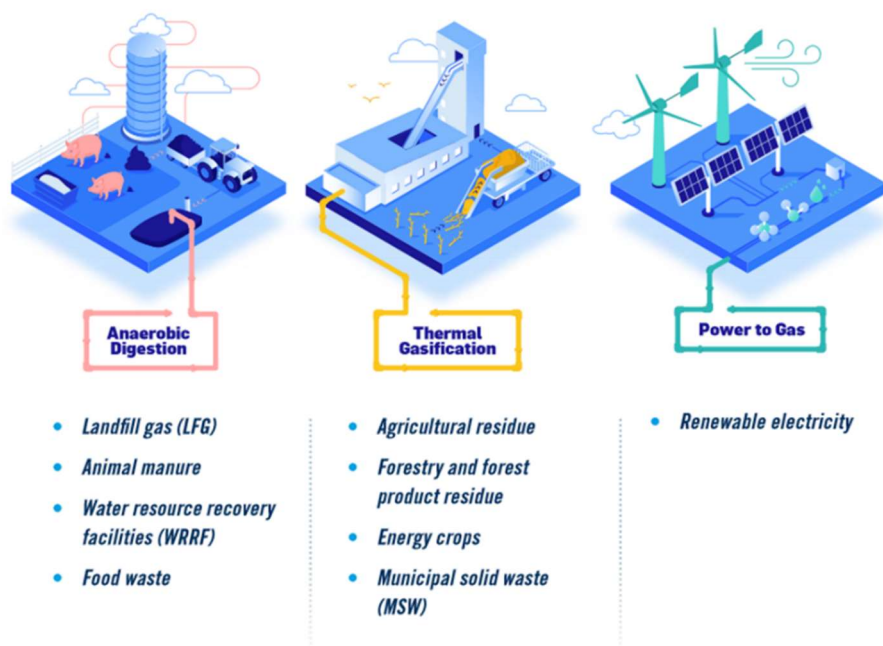 Anaerobic
Digestion
Thermal
Gasification
Power to Gas
Landfill gas (LFG)
Animal manure
Water resource recovery
facilities (WRRF)
Food waste
Agricultural residue
Forestry and forest
product residue
Energy crops
Municipal solid waste
(MSW)
Renewable electricity